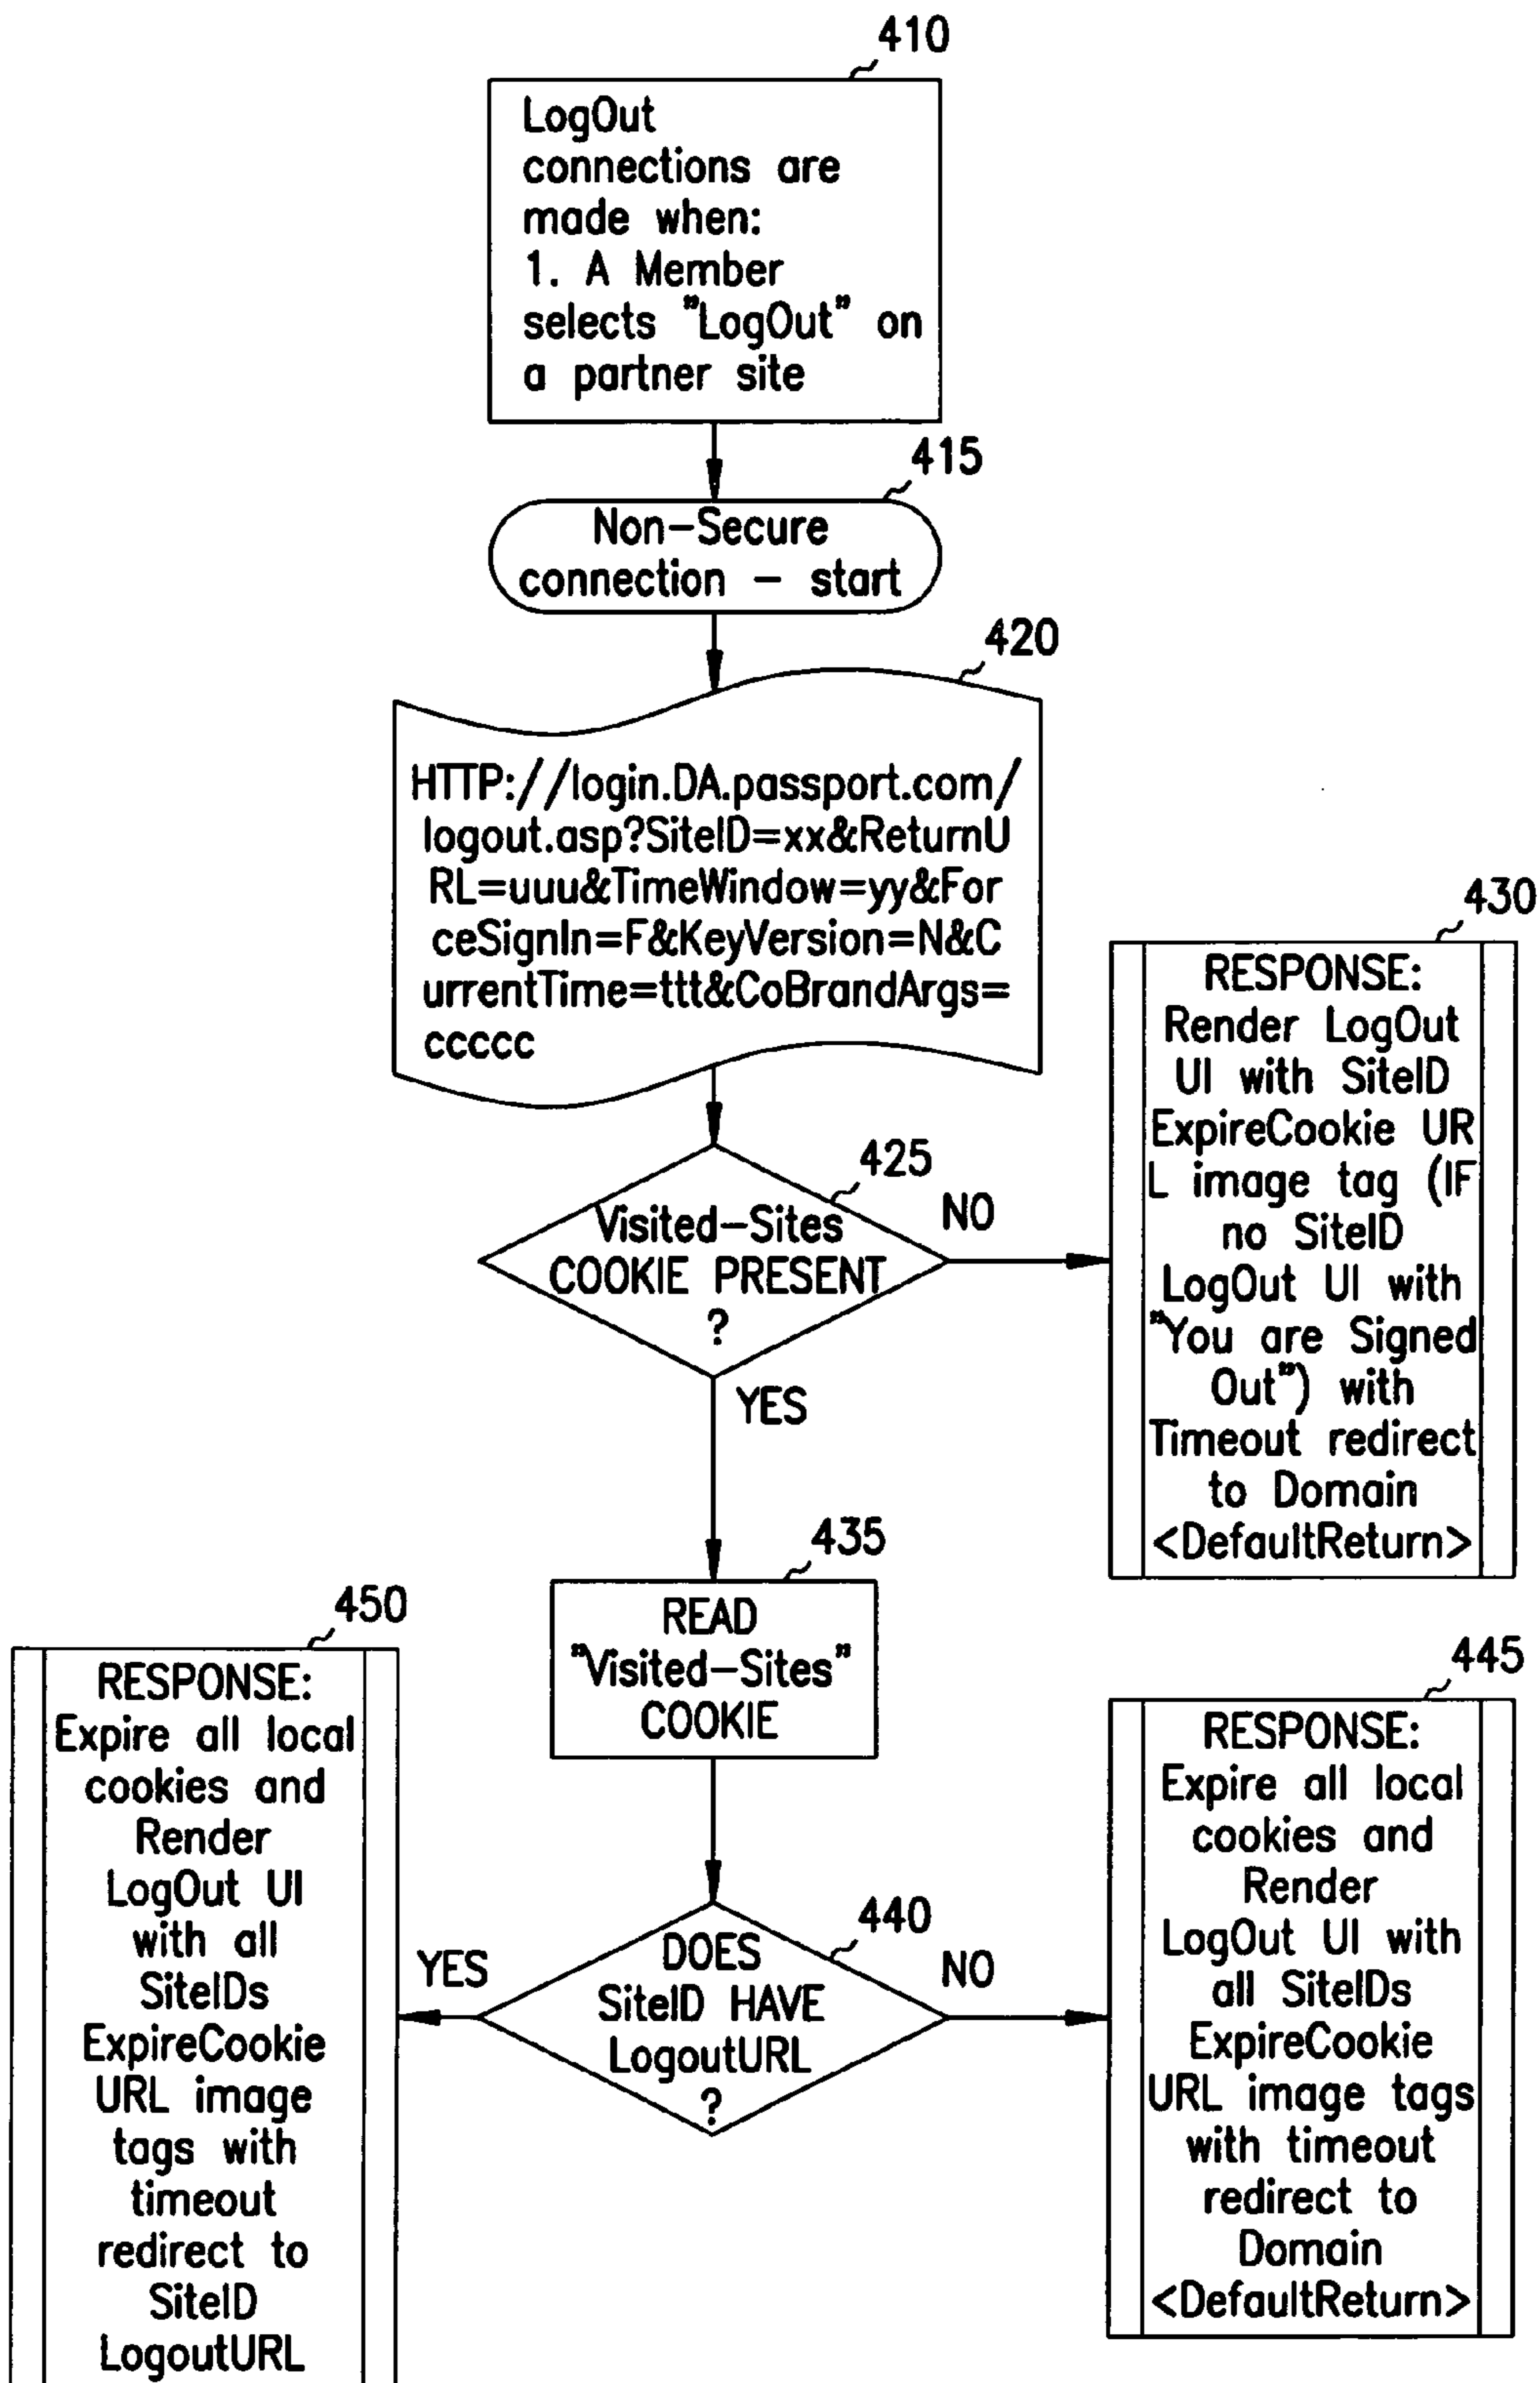 410
LogOut
connections are
made when:
1. A Member
selects "LogOut" on
a partner site
415
Non-Secure
connection - start
420
HTTP://login.DA.passport.com/
logout.asp?SiteID=xx&ReturnU
RL=uuu&TimeWindow=yy&For
ceSignIn=F&KeyVersion=N&C
urrentTime=ttt&CoBrandArgs=
ccccc
425
Visited-Sites
COOKIE PRESENT
?
NO
YES
430
RESPONSE:
Render LogOut
UI with SiteID
ExpireCookie UR
L image tag (IF
no SiteID
LogOut UI with
"You are Signed
Out") with
Timeout redirect
to Domain
<DefaultReturn>
435
READ
"Visited-Sites"
COOKIE
440
DOES
SiteID HAVE
LogoutURL
?
YES
NO
450
RESPONSE:
Expire all local
cookies and
Render
LogOut UI
with all
SiteIDs
ExpireCookie
URL image
tags with
timeout
redirect to
SiteID
LogoutURL
445
RESPONSE:
Expire all local
cookies and
Render
LogOut UI with
all SiteIDs
ExpireCookie
URL image tags
with timeout
redirect to
Domain
<DefaultReturn>